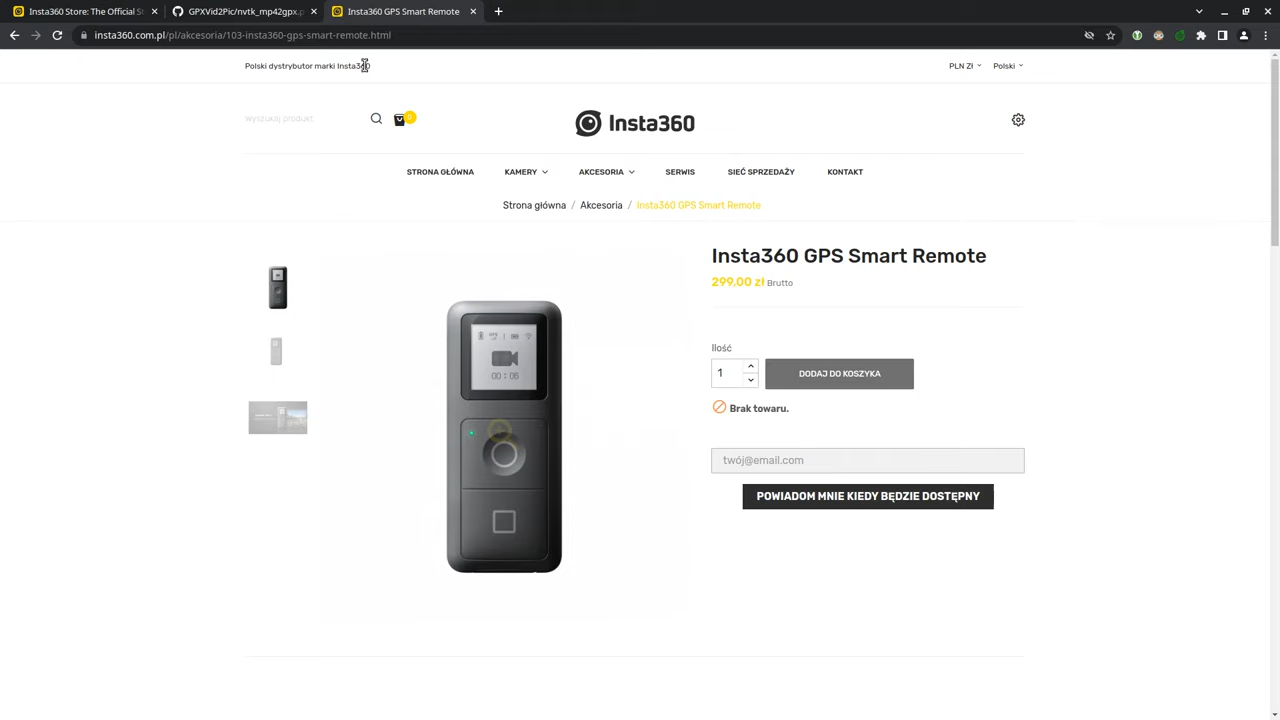 Insta360 Store: The Official S
GPXVid2Pic/nvtk_mp42gpx.p
Insta360 GPS Smart Remote
insta360.com.pl/pl/akcesoria/103-insta360-gps-smart-remote.html
Polski dystrybutor marki Insta360
PLN Zł
Polski
Wyszukaj produkt
0
Insta360
STRONA GŁÓWNA
KAMERY
AKCESORIA
SERWIS
SIEĆ SPRZEDAŻY
KONTAKT
Strona główna / Akcesoria / Insta360 GPS Smart Remote
Insta360 GPS Smart Remote
299,00 zł Brutto
GPS
00:06
Ilość
1
DODAJ DO KOSZYKA
Brak towaru.
twój@email.com
POWIADOM MNIE KIEDY BĘDZIE DOSTĘPNY